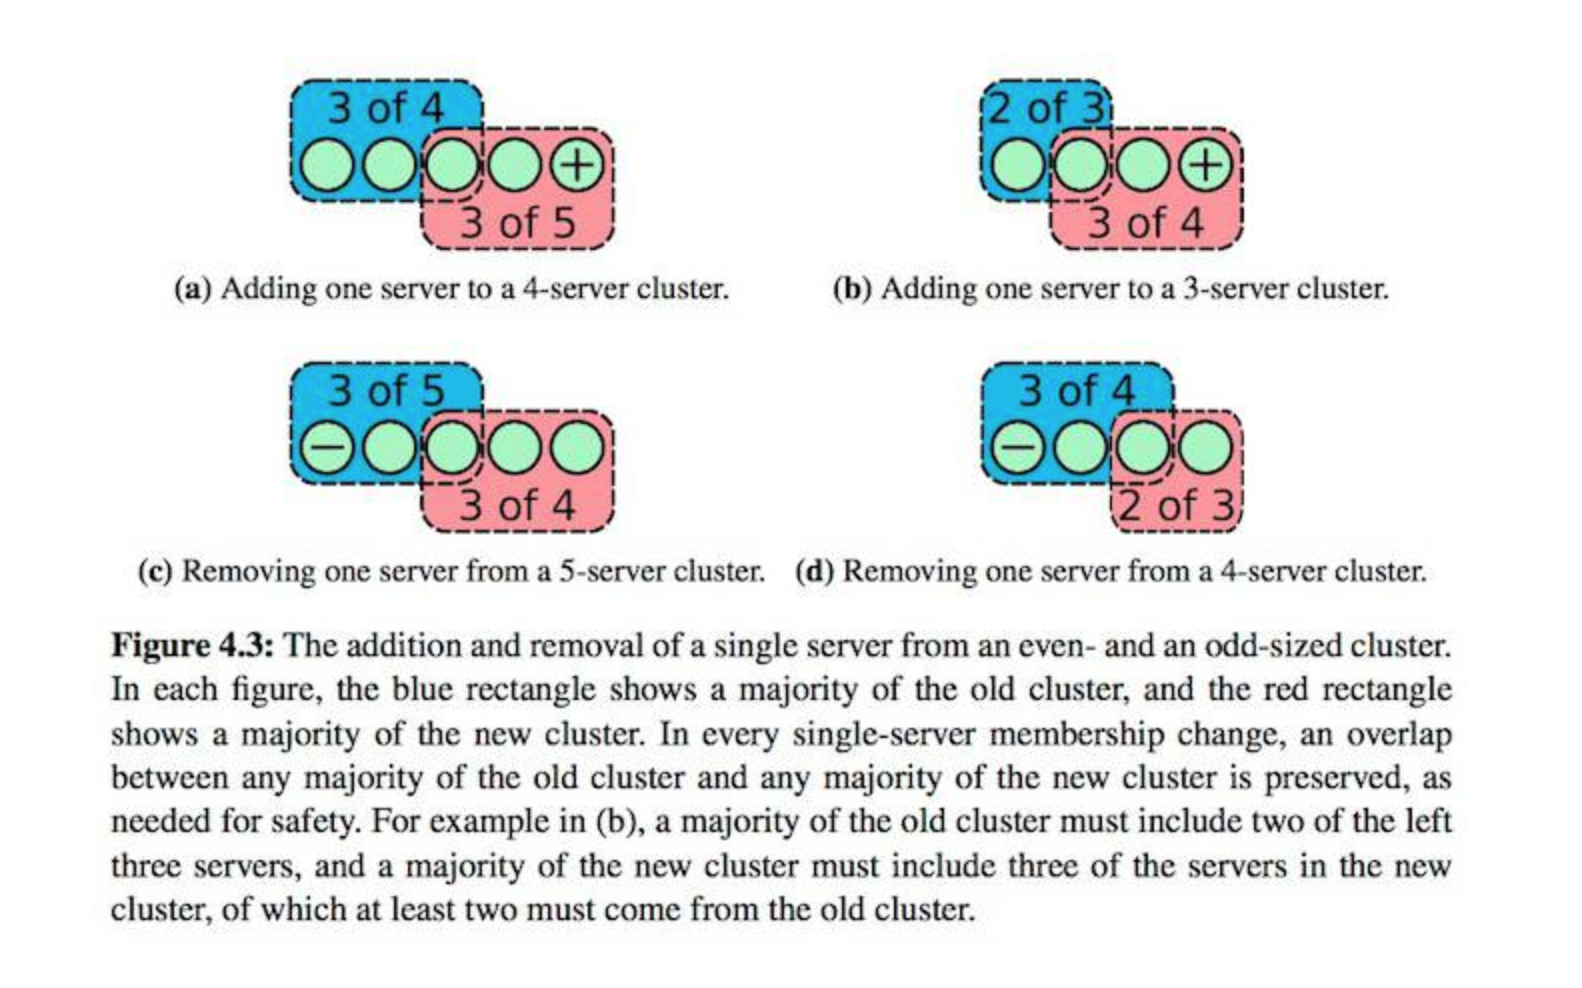 3 of 4
+
3 of 5
2 of 3
+
3 of 4
(a) Adding one server to a 4-server cluster.
(b) Adding one server to a 3-server cluster.
3 of 5
−
3 of 4
3 of 4
−
2 of 3
(c) Removing one server from a 5-server cluster.
(d) Removing one server from a 4-server cluster.
Figure 4.3: The addition and removal of a single server from an even- and an odd-sized cluster.
In each figure, the blue rectangle shows a majority of the old cluster, and the red rectangle
shows a majority of the new cluster. In every single-server membership change, an overlap
between any majority of the old cluster and any majority of the new cluster is preserved, as
needed for safety. For example in (b), a majority of the old cluster must include two of the left
three servers, and a majority of the new cluster must include three of the servers in the new
cluster, of which at least two must come from the old cluster.